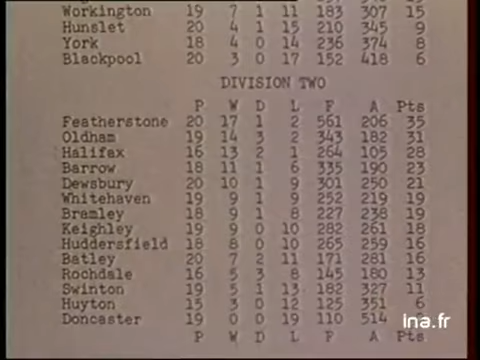 Workington 19 7 1 11 183 307 15
Hunslet 20 4 1 15 210 345 9
York 18 4 0 14 236 374 8
Blackpool 20 3 0 17 152 418 6
DIVISION TWO
P W D L F A Pts
Featherstone 20 17 1 2 561 206 35
Oldham 19 14 3 2 343 182 31
Halifax 16 13 2 1 264 105 28
Barrow 18 11 1 6 335 190 23
Dewsbury 20 10 1 9 301 250 21
Whitehaven 19 9 1 9 252 219 19
Bramley 18 9 1 8 227 238 19
Keighley 19 9 0 10 282 261 18
Huddersfield 18 8 0 10 265 259 16
Batley 20 7 2 11 171 281 16
Rochdale 16 5 3 8 145 180 13
Swinton 19 5 1 13 182 327 11
Huyton 15 3 0 12 125 351 6
Doncaster 19 0 0 19 110 514
ina.fr
P W D L F A Pts